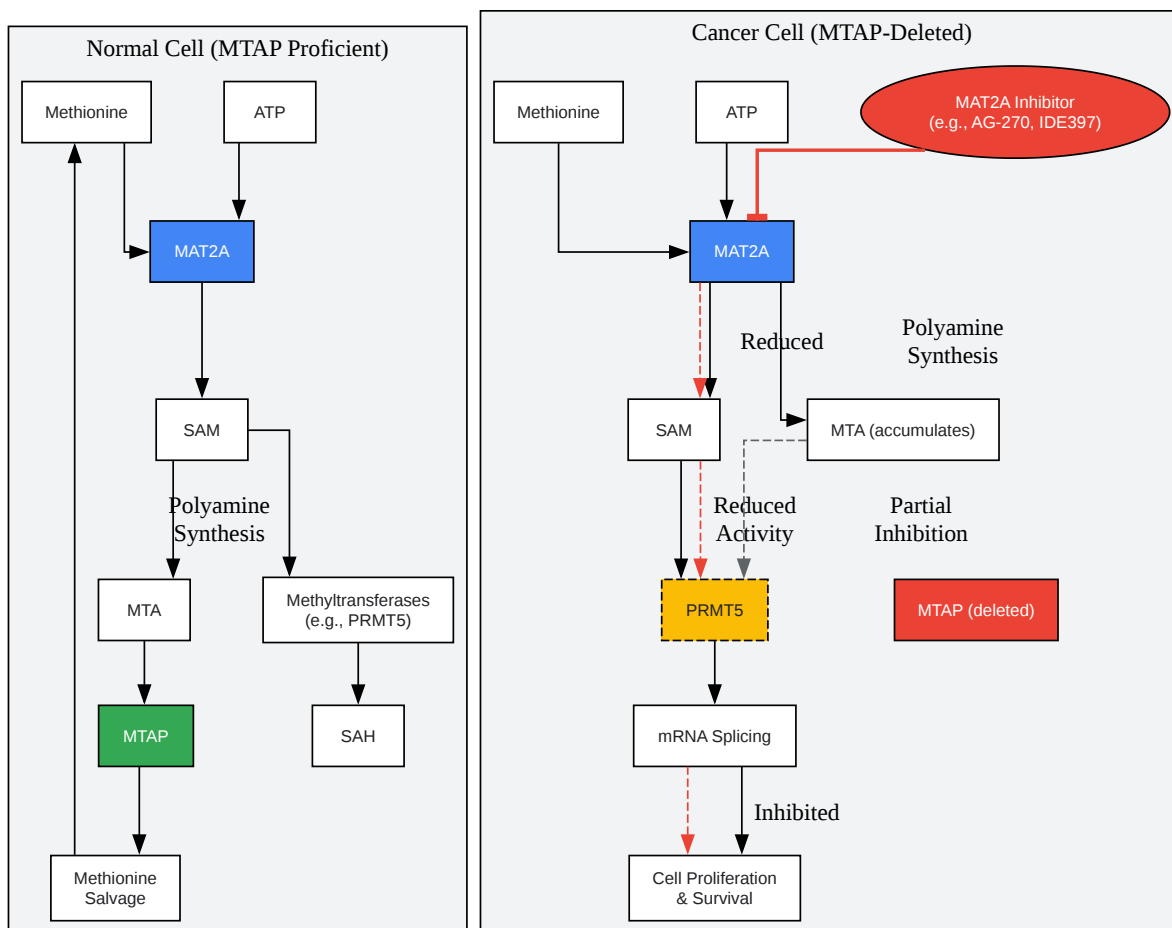 Normal Cell (MTAP Proficient)
Methionine
ATP
MAT2A
SAM
Polyamine
Synthesis
MTA
Methyltransferases
(e.g., PRMT5)
MTAP
SAH
Methionine
Salvage
Cancer Cell (MTAP-Deleted)
Methionine
ATP
MAT2A Inhibitor
(e.g., AG-270, IDE397)
MAT2A
Reduced
Polyamine
Synthesis
SAM
MTA (accumulates)
Reduced
Activity
Partial
Inhibition
PRMT5
MTAP (deleted)
mRNA Splicing
Inhibited
Cell Proliferation
& Survival